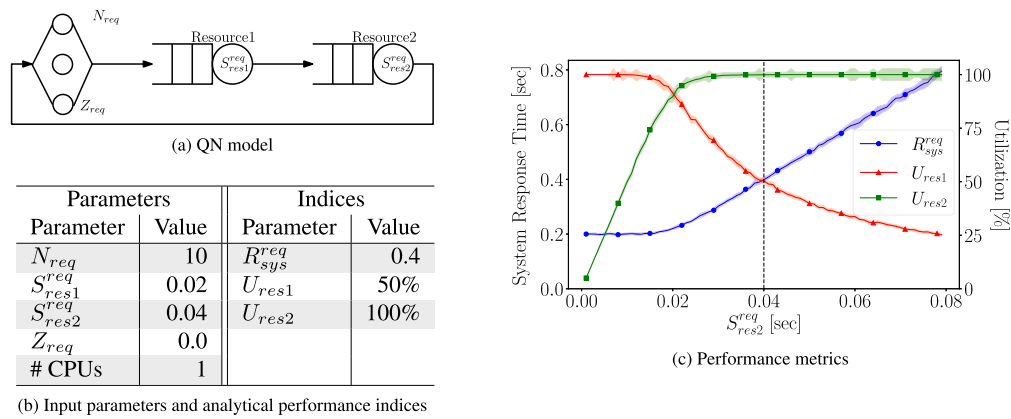 N_req
Resource1
Resource2
S^req_res1
S^req_res2
Z_req
(a) QN model
Parameters Indices
Parameter Value Parameter Value
N_req 10 R^req_sys 0.4
S^req_res1 0.02 U_res1 50%
S^req_res2 0.04 U_res2 100%
Z_req 0.0
# CPUs 1
(b) Input parameters and analytical performance indices
System Response Time [sec]
0.8
0.6
0.4
0.2
0.0
R^req_sys
U_res1
U_res2
100
75
50
25
0
Utilization [%]
0.00 0.02 0.04 0.06 0.08
S^req_res2 [sec]
(c) Performance metrics